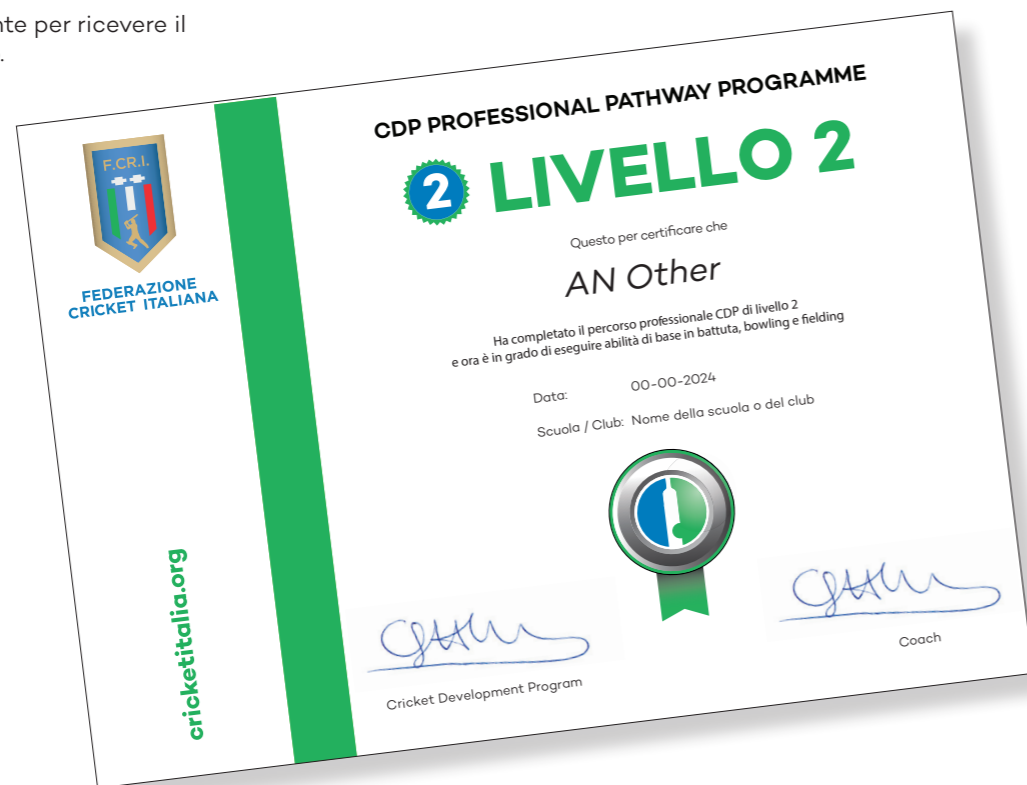 nte per ricevere il
.
CDP PROFESSIONAL PATHWAY PROGRAMME
2 LIVELLO 2
F.CR.I.
FEDERAZIONE
CRICKET ITALIANA
Questo per certificare che
AN Other
Ha completato il percorso professionale CDP di livello 2
e ora è in grado di eseguire abilità di base in battuta, bowling e fielding
Data: 00-00-2024
Scuola / Club: Nome della scuola o del club
cricketitalia.org
Cricket Development Program
Coach